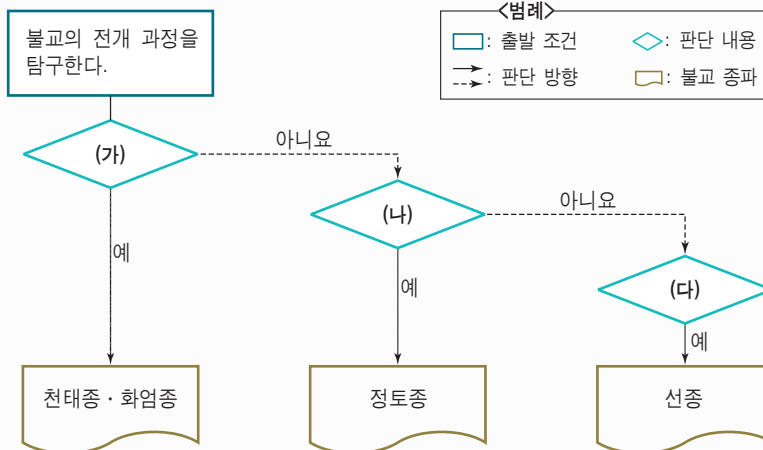 불교의 전개 과정을
탐구한다.
<범례>
: 출발 조건
: 판단 내용
: 판단 방향
: 불교 종파
(가)
아니요
예
(나)
아니요
예
(다)
예
천태종·화엄종
정토종
선종